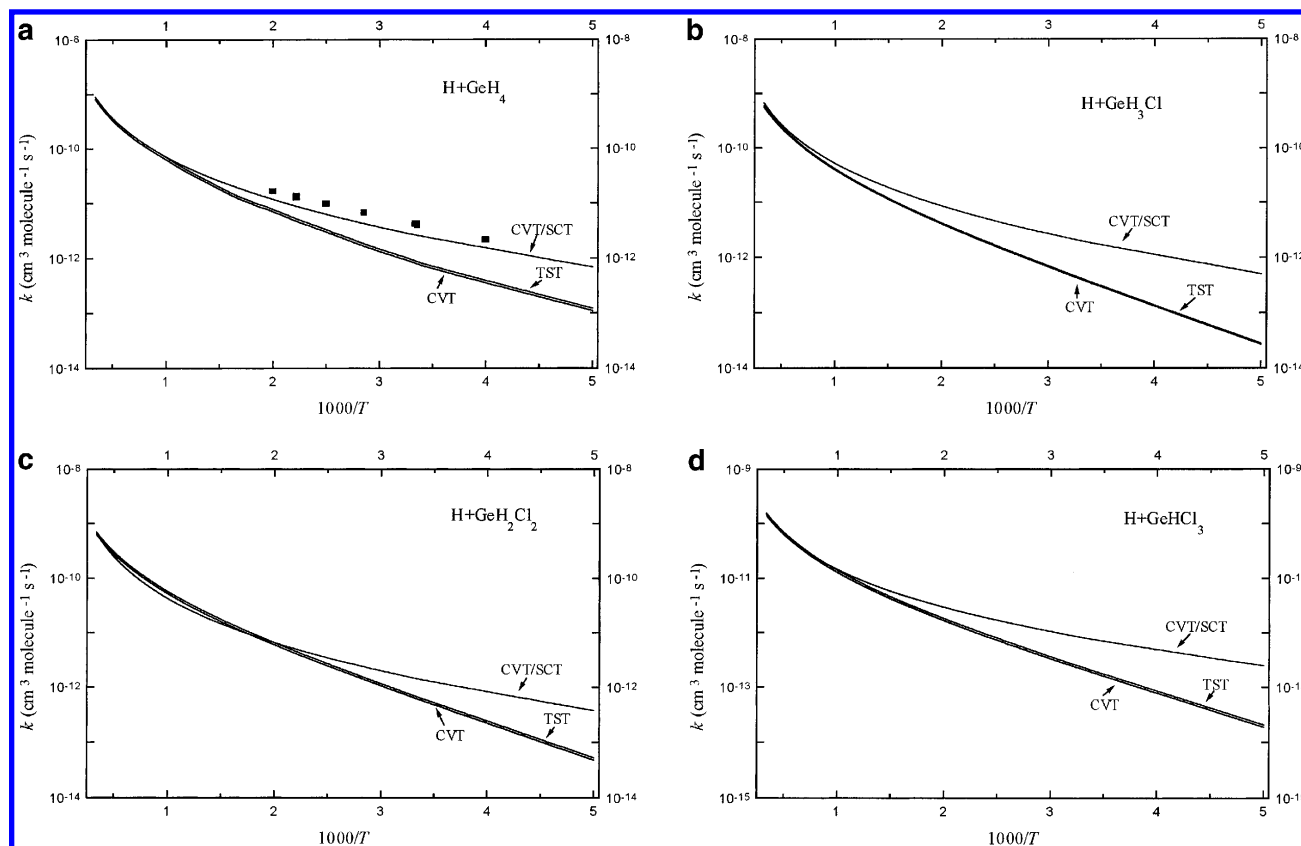 a
1 2 3 4 5
10⁻⁸ 10⁻⁸
H+GeH₄
k (cm³ molecule⁻¹ s⁻¹)
10⁻¹⁰ 10⁻¹⁰
CVT/SCT
10⁻¹² 10⁻¹²
TST
CVT
10⁻¹⁴ 10⁻¹⁴
1 2 3 4 5
1000/T
b
1 2 3 4 5
10⁻⁸ 10⁻⁸
H+GeH₃Cl
k (cm³ molecule⁻¹ s⁻¹)
10⁻¹⁰ 10⁻¹⁰
CVT/SCT
10⁻¹² 10⁻¹²
TST
CVT
10⁻¹⁴ 10⁻¹⁴
1 2 3 4 5
1000/T
c
1 2 3 4 5
10⁻⁸ 10⁻⁸
H+GeH₂Cl₂
k (cm³ molecule⁻¹ s⁻¹)
10⁻¹⁰ 10⁻¹⁰
CVT/SCT
10⁻¹² 10⁻¹²
TST
CVT
10⁻¹⁴ 10⁻¹⁴
1 2 3 4 5
1000/T
d
1 2 3 4 5
10⁻⁹ 10⁻⁹
H+GeHCl₃
k (cm³ molecule⁻¹ s⁻¹)
10⁻¹¹
CVT/SCT
10⁻¹³
TST
CVT
10⁻¹⁵
1 2 3 4 5
1000/T